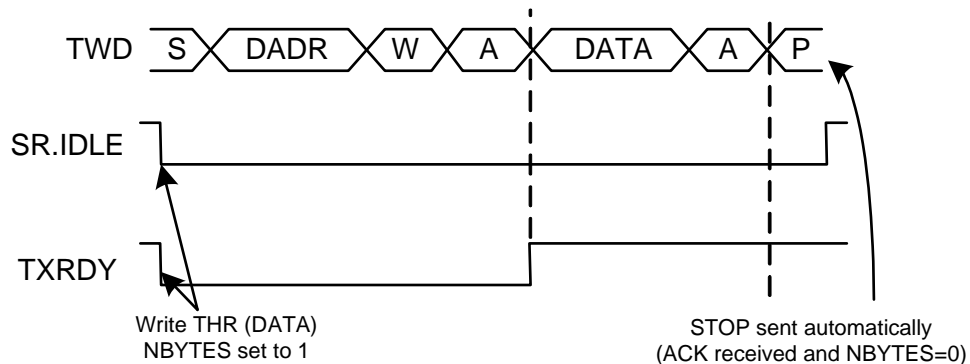 TWD S DADR W A DATA A P
SR.IDLE
TXRDY
Write THR (DATA)
NBYTES set to 1
STOP sent automatically
(ACK received and NBYTES=0)